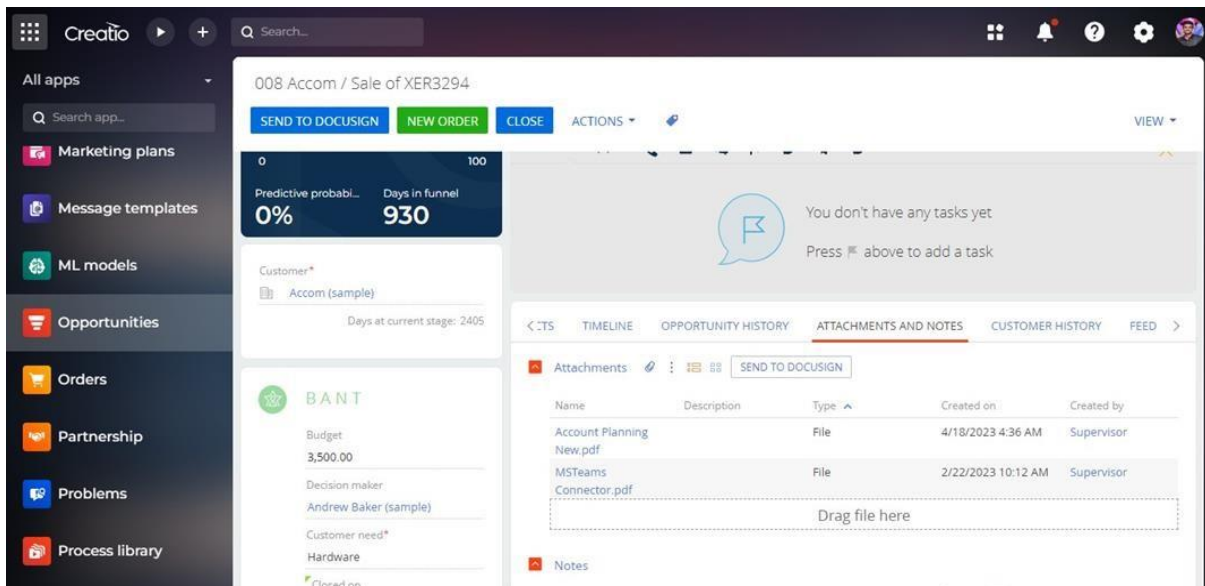 Creatio
Search...
All apps
Search app...
Marketing plans
Message templates
ML models
Opportunities
Orders
Partnership
Problems
Process library
008 Accom / Sale of XER3294
SEND TO DOCUSIGN
NEW ORDER
CLOSE
ACTIONS
VIEW
0
100
Predictive probabi...
Days in funnel
0%
930
Customer*
Accom (sample)
Days at current stage: 2405
BANT
Budget
3,500.00
Decision maker
Andrew Baker (sample)
Customer need*
Hardware
Closed on
You don't have any tasks yet
Press above to add a task
TIMELINE
OPPORTUNITY HISTORY
ATTACHMENTS AND NOTES
CUSTOMER HISTORY
FEED
Attachments
SEND TO DOCUSIGN
Name Description Type Created on Created by
Account Planning New.pdf File 4/18/2023 4:36 AM Supervisor
MSTeams Connector.pdf File 2/22/2023 10:12 AM Supervisor
Drag file here
Notes